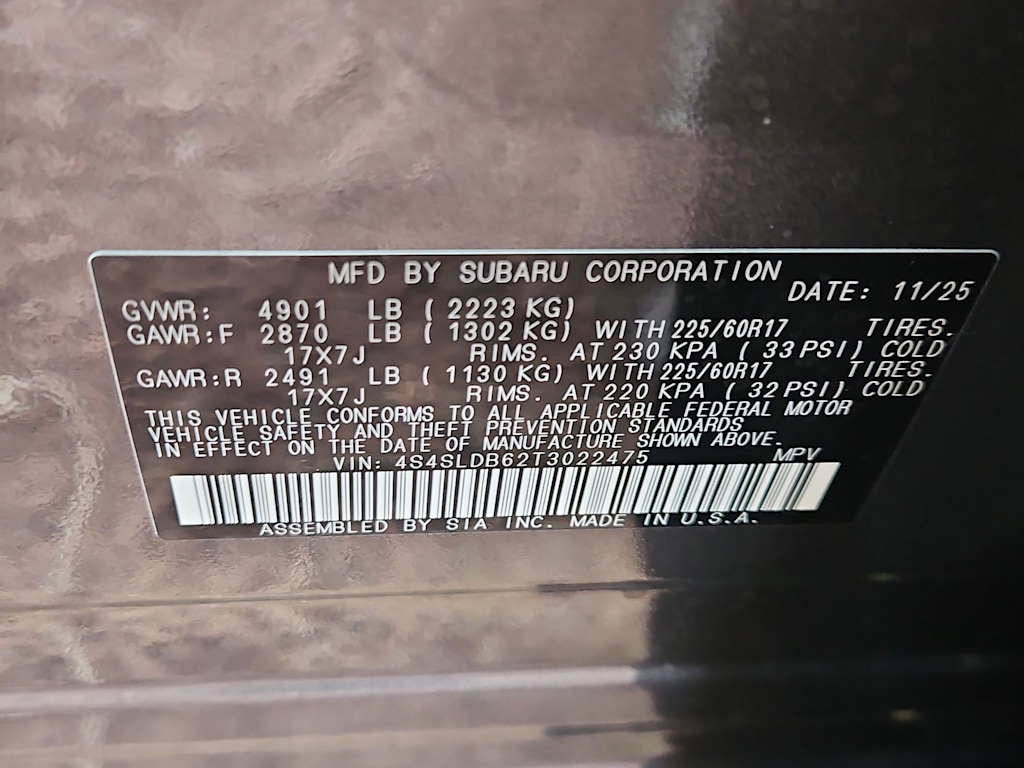 MFD BY SUBARU CORPORATION
DATE: 11/25
GVWR: 4901 LB ( 2223 KG)
GAWR:F 2870 LB ( 1302 KG) WITH 225/60R17 TIRES.
17X7J RIMS. AT 230 KPA ( 33 PSI) COLD
GAWR:R 2491 LB ( 1130 KG) WITH 225/60R17 TIRES.
17X7J RIMS. AT 220 KPA ( 32 PSI) COLD
THIS VEHICLE CONFORMS TO ALL APPLICABLE FEDERAL MOTOR
VEHICLE SAFETY AND THEFT PREVENTION STANDARDS
IN EFFECT ON THE DATE OF MANUFACTURE SHOWN ABOVE.
VIN: 4S4SLDB62T3022475 MPV
ASSEMBLED BY SIA INC. MADE IN U.S.A.